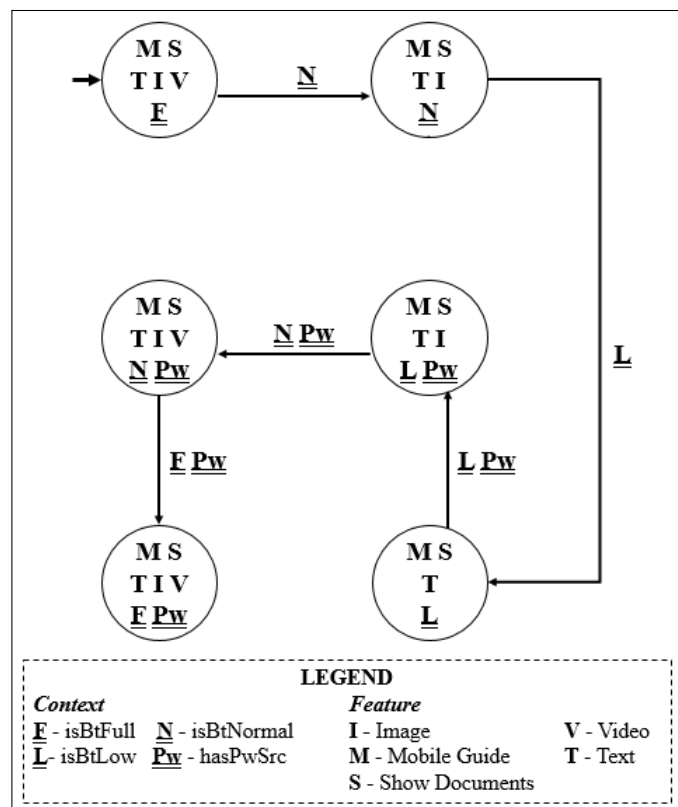 M S
T I V
F
N
M S
T I
N
L
M S
T I V
N Pw
N Pw
M S
T I
L Pw
F Pw
L Pw
M S
T I V
F Pw
M S
T
L
LEGEND
Context
Feature
F - isBtFull N - isBtNormal
I - Image V - Video
L - isBtLow Pw - hasPwSrc
M - Mobile Guide T - Text
S - Show Documents